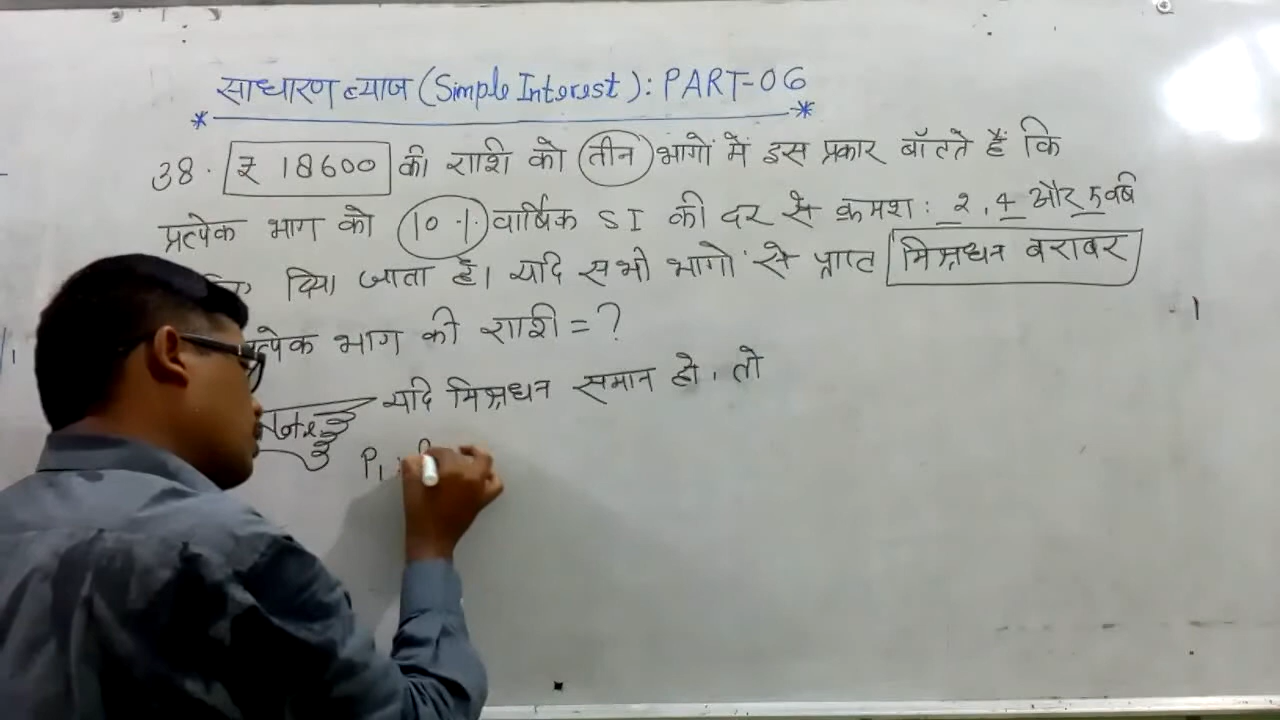 साधारण ब्याज (Simple Interest): PART-06
38. ₹ 18600 की राशि को तीन भागों में इस प्रकार बाँटते हैं कि
प्रत्येक भाग को 10% वार्षिक SI की दर से क्रमश: 2, 4 और 5 वर्ष
दिया जाता है। यदि सभी भागों से प्राप्त मिश्रधन बराबर
भाग की राशि = ?
Note यदि मिश्रधन समान हो, तो
P₁ :